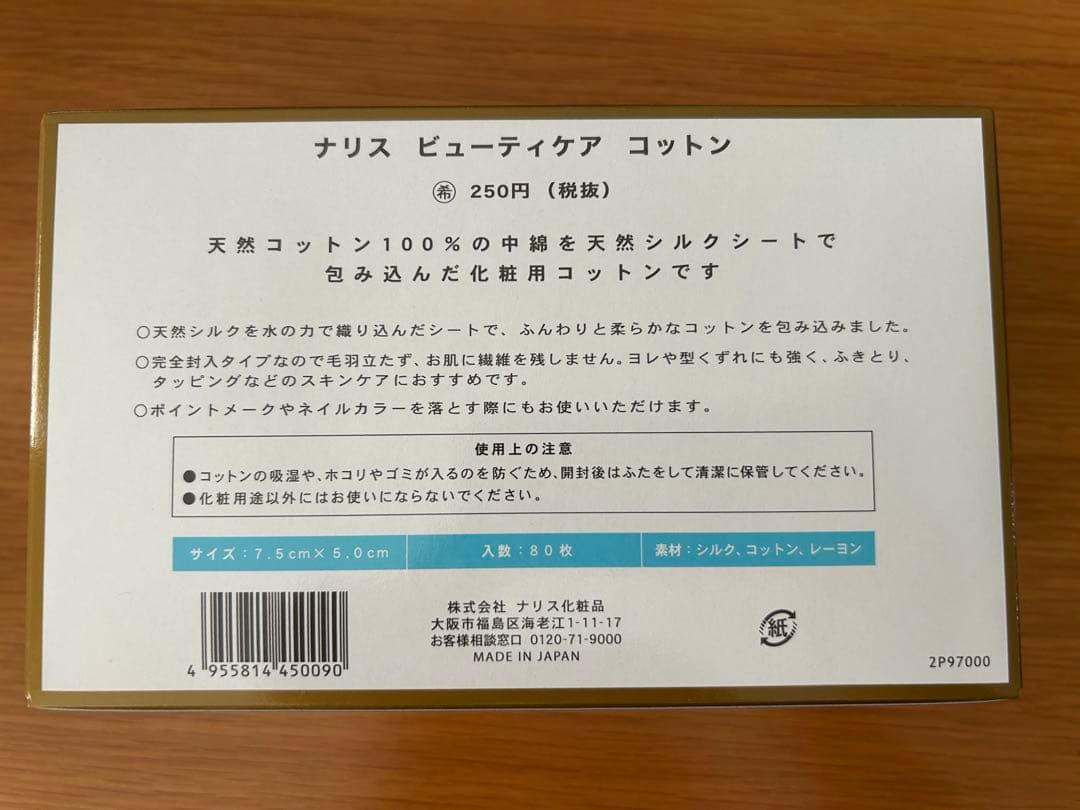 ナリス ビューティケア コットン
㊕ 250円 (税抜)
天然コットン100%の中綿を天然シルクシートで
包み込んだ化粧用コットンです
○天然シルクを水の力で織り込んだシートで、ふんわりと柔らかなコットンを包み込みました。
○完全封入タイプなので毛羽立たず、お肌に繊維を残しません。ヨレや型くずれにも強く、ふきとり、
タッピングなどのスキンケアにおすすめです。
○ポイントメークやネイルカラーを落とす際にもお使いいただけます。
使用上の注意
●コットンの吸湿や、ホコリやゴミが入るのを防ぐため、開封後はふたをして清潔に保管してください。
●化粧用途以外にはお使いにならないでください。
サイズ:7.5cm×5.0cm 入数:80枚 素材:シルク、コットン、レーヨン
株式会社 ナリス化粧品
大阪市福島区海老江1-11-17
お客様相談窓口 0120-71-9000
MADE IN JAPAN
紙
4 955814 450090
2P97000